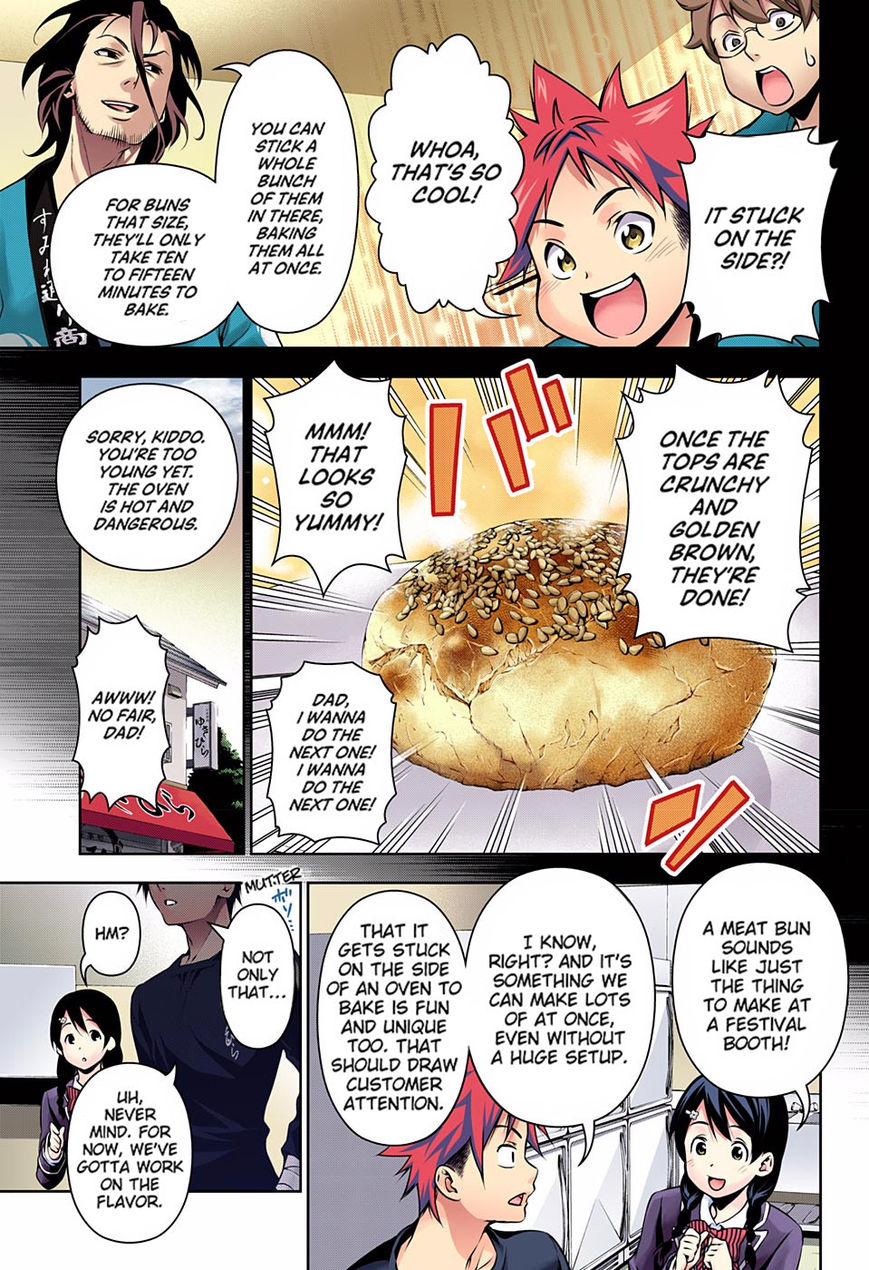 IT STUCK
ON THE
SIDE?!
WHOA,
THAT'S SO
COOL!
YOU CAN
STICK A
WHOLE
BUNCH
OF THEM
IN THERE,
BAKING
THEM ALL
AT ONCE.
FOR BUNS
THAT SIZE,
THEY'LL ONLY
TAKE TEN
TO FIFTEEN
MINUTES TO
BAKE.
ONCE THE
TOPS ARE
CRUNCHY
AND
GOLDEN
BROWN,
THEY'RE
DONE!
MMM!
THAT
LOOKS
SO
YUMMY!
DAD,
I WANNA
DO THE
NEXT ONE!
I WANNA
DO THE
NEXT ONE!
SORRY, KIDDO.
YOU'RE TOO
YOUNG YET.
THE OVEN
IS HOT AND
DANGEROUS.
AWWW!
NO FAIR,
DAD!
ゆきひら
A MEAT BUN
SOUNDS
LIKE JUST
THE THING
TO MAKE AT
A FESTIVAL
BOOTH!
I KNOW,
RIGHT? AND IT'S
SOMETHING WE
CAN MAKE LOTS
OF AT ONCE,
EVEN WITHOUT
A HUGE SETUP.
THAT IT
GETS STUCK
ON THE SIDE
OF AN OVEN TO
BAKE IS FUN
AND UNIQUE
TOO. THAT
SHOULD DRAW
CUSTOMER
ATTENTION.
MUTTER
ボソ
NOT
ONLY
THAT...
HM?
UH,
NEVER
MIND. FOR
NOW, WE'VE
GOTTA WORK
ON THE
FLAVOR.